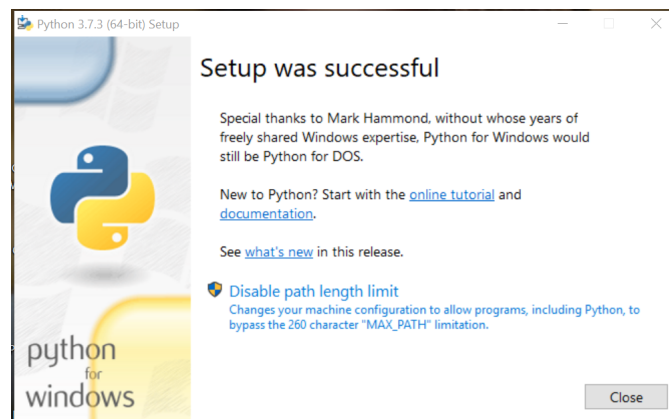 Python 3.7.3 (64-bit) Setup
Setup was successful
Special thanks to Mark Hammond, without whose years of
freely shared Windows expertise, Python for Windows would
still be Python for DOS.
New to Python? Start with the online tutorial and
documentation.
See what's new in this release.
Disable path length limit
Changes your machine configuration to allow programs, including Python, to
bypass the 260 character "MAX_PATH" limitation.
python
for
windows
Close